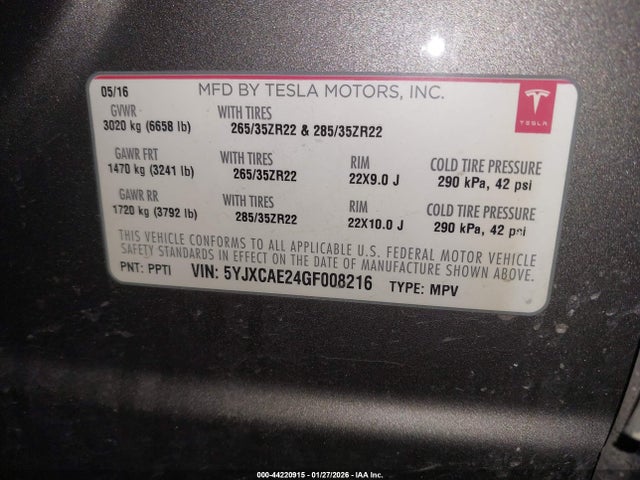 05/16 MFD BY TESLA MOTORS, INC.
GVWR WITH TIRES
3020 kg (6658 lb) 265/35ZR22 & 285/35ZR22
TESLA
GAWR FRT WITH TIRES RIM COLD TIRE PRESSURE
1470 kg (3241 lb) 265/35ZR22 22X9.0 J 290 kPa, 42 psi
GAWR RR WITH TIRES RIM COLD TIRE PRESSURE
1720 kg (3792 lb) 285/35ZR22 22X10.0 J 290 kPa, 42 psi
THIS VEHICLE CONFORMS TO ALL APPLICABLE U.S. FEDERAL MOTOR VEHICLE
SAFETY STANDARDS IN EFFECT ON THE DATE OF MANUFACTURE SHOWN ABOVE.
PNT: PPTI VIN: 5YJXCAE24GF008216 TYPE: MPV
000-44220915 - 01/27/2026 - IAA Inc.